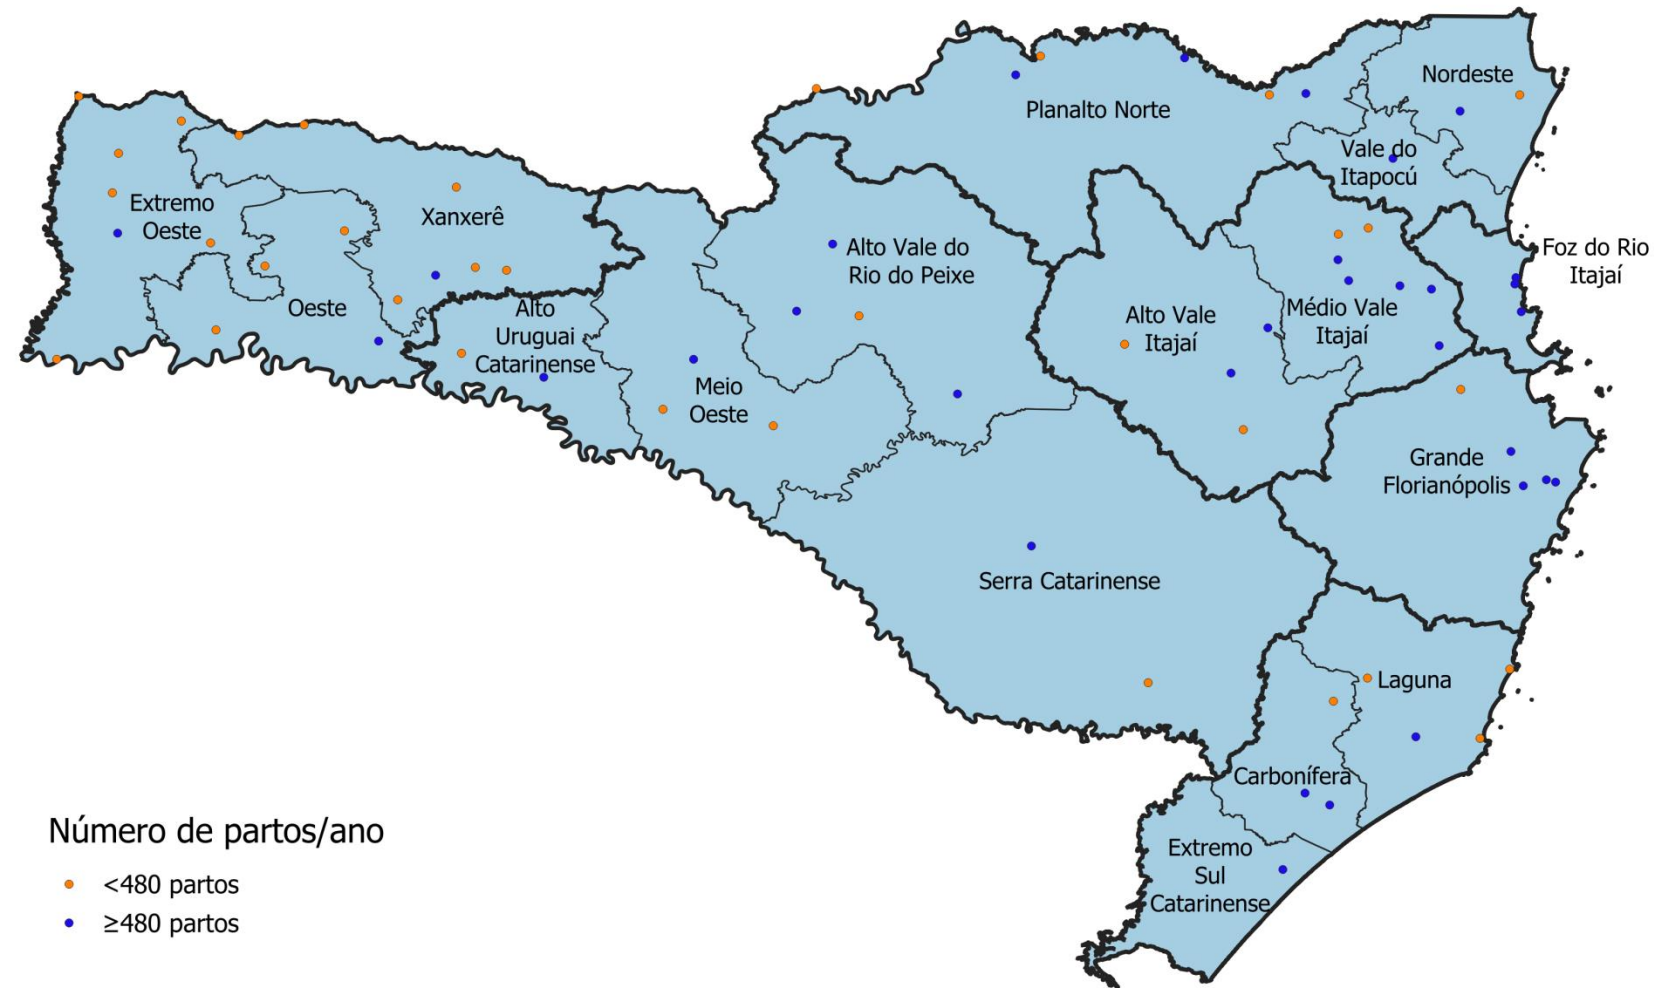 Nordeste
Planalto Norte
Vale do
Itapocú
Extremo
Oeste
Xanxerê
Alto Vale do
Rio do Peixe
Foz do Rio
Itajaí
Oeste
Alto
Uruguai
Catarinense
Alto Vale
Itajaí
Médio Vale
Itajaí
Meio
Oeste
Grande
Florianópolis
Serra Catarinense
Laguna
Carbonífera
Extremo
Sul
Catarinense
Número de partos/ano
<480 partos
≥480 partos